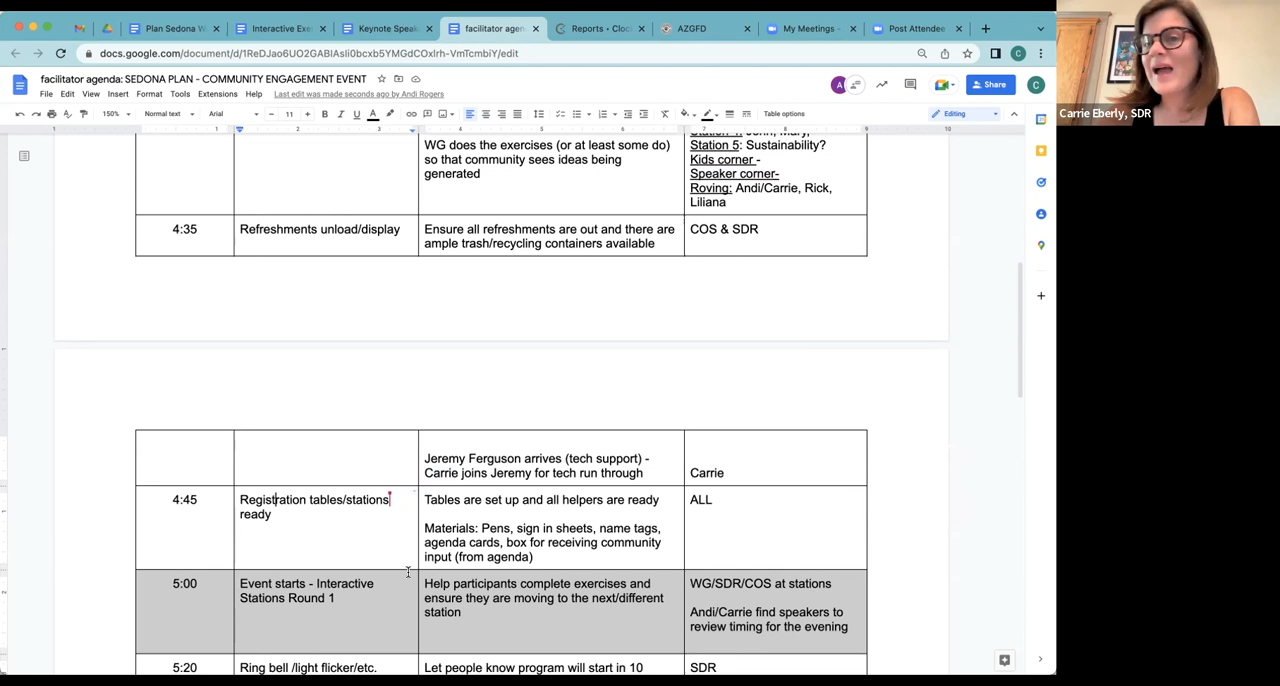 Plan Sedona W
Interactive Exe
Keynote Speak
facilitator agen
Reports - Cloc
AZGFD
My Meetings -
Post Attendee
docs.google.com/document/d/1ReDJao6UO2GABIAsIi0bcxb5YMGdCOxlrh-VmTcmbiY/edit
facilitator agenda: SEDONA PLAN - COMMUNITY ENGAGEMENT EVENT
File Edit View Insert Format Tools Extensions Help Last edit was made seconds ago by Andi Rogers
A
Share
C
150% Normal text Arial 11 Table options Editing
Carrie Eberly, SDR
WG does the exercises (or at least some do)
so that community sees ideas being
generated
Station 5: Sustainability?
Kids corner -
Speaker corner-
Roving: Andi/Carrie, Rick,
Liliana
4:35 Refreshments unload/display Ensure all refreshments are out and there are COS & SDR
ample trash/recycling containers available
Jeremy Ferguson arrives (tech support) -
Carrie joins Jeremy for tech run through Carrie
4:45 Registration tables/stations Tables are set up and all helpers are ready ALL
ready
Materials: Pens, sign in sheets, name tags,
agenda cards, box for receiving community
input (from agenda)
5:00 Event starts - Interactive Help participants complete exercises and WG/SDR/COS at stations
Stations Round 1 ensure they are moving to the next/different
station Andi/Carrie find speakers to
review timing for the evening
5:20 Ring bell /light flicker/etc. Let people know program will start in 10 SDR